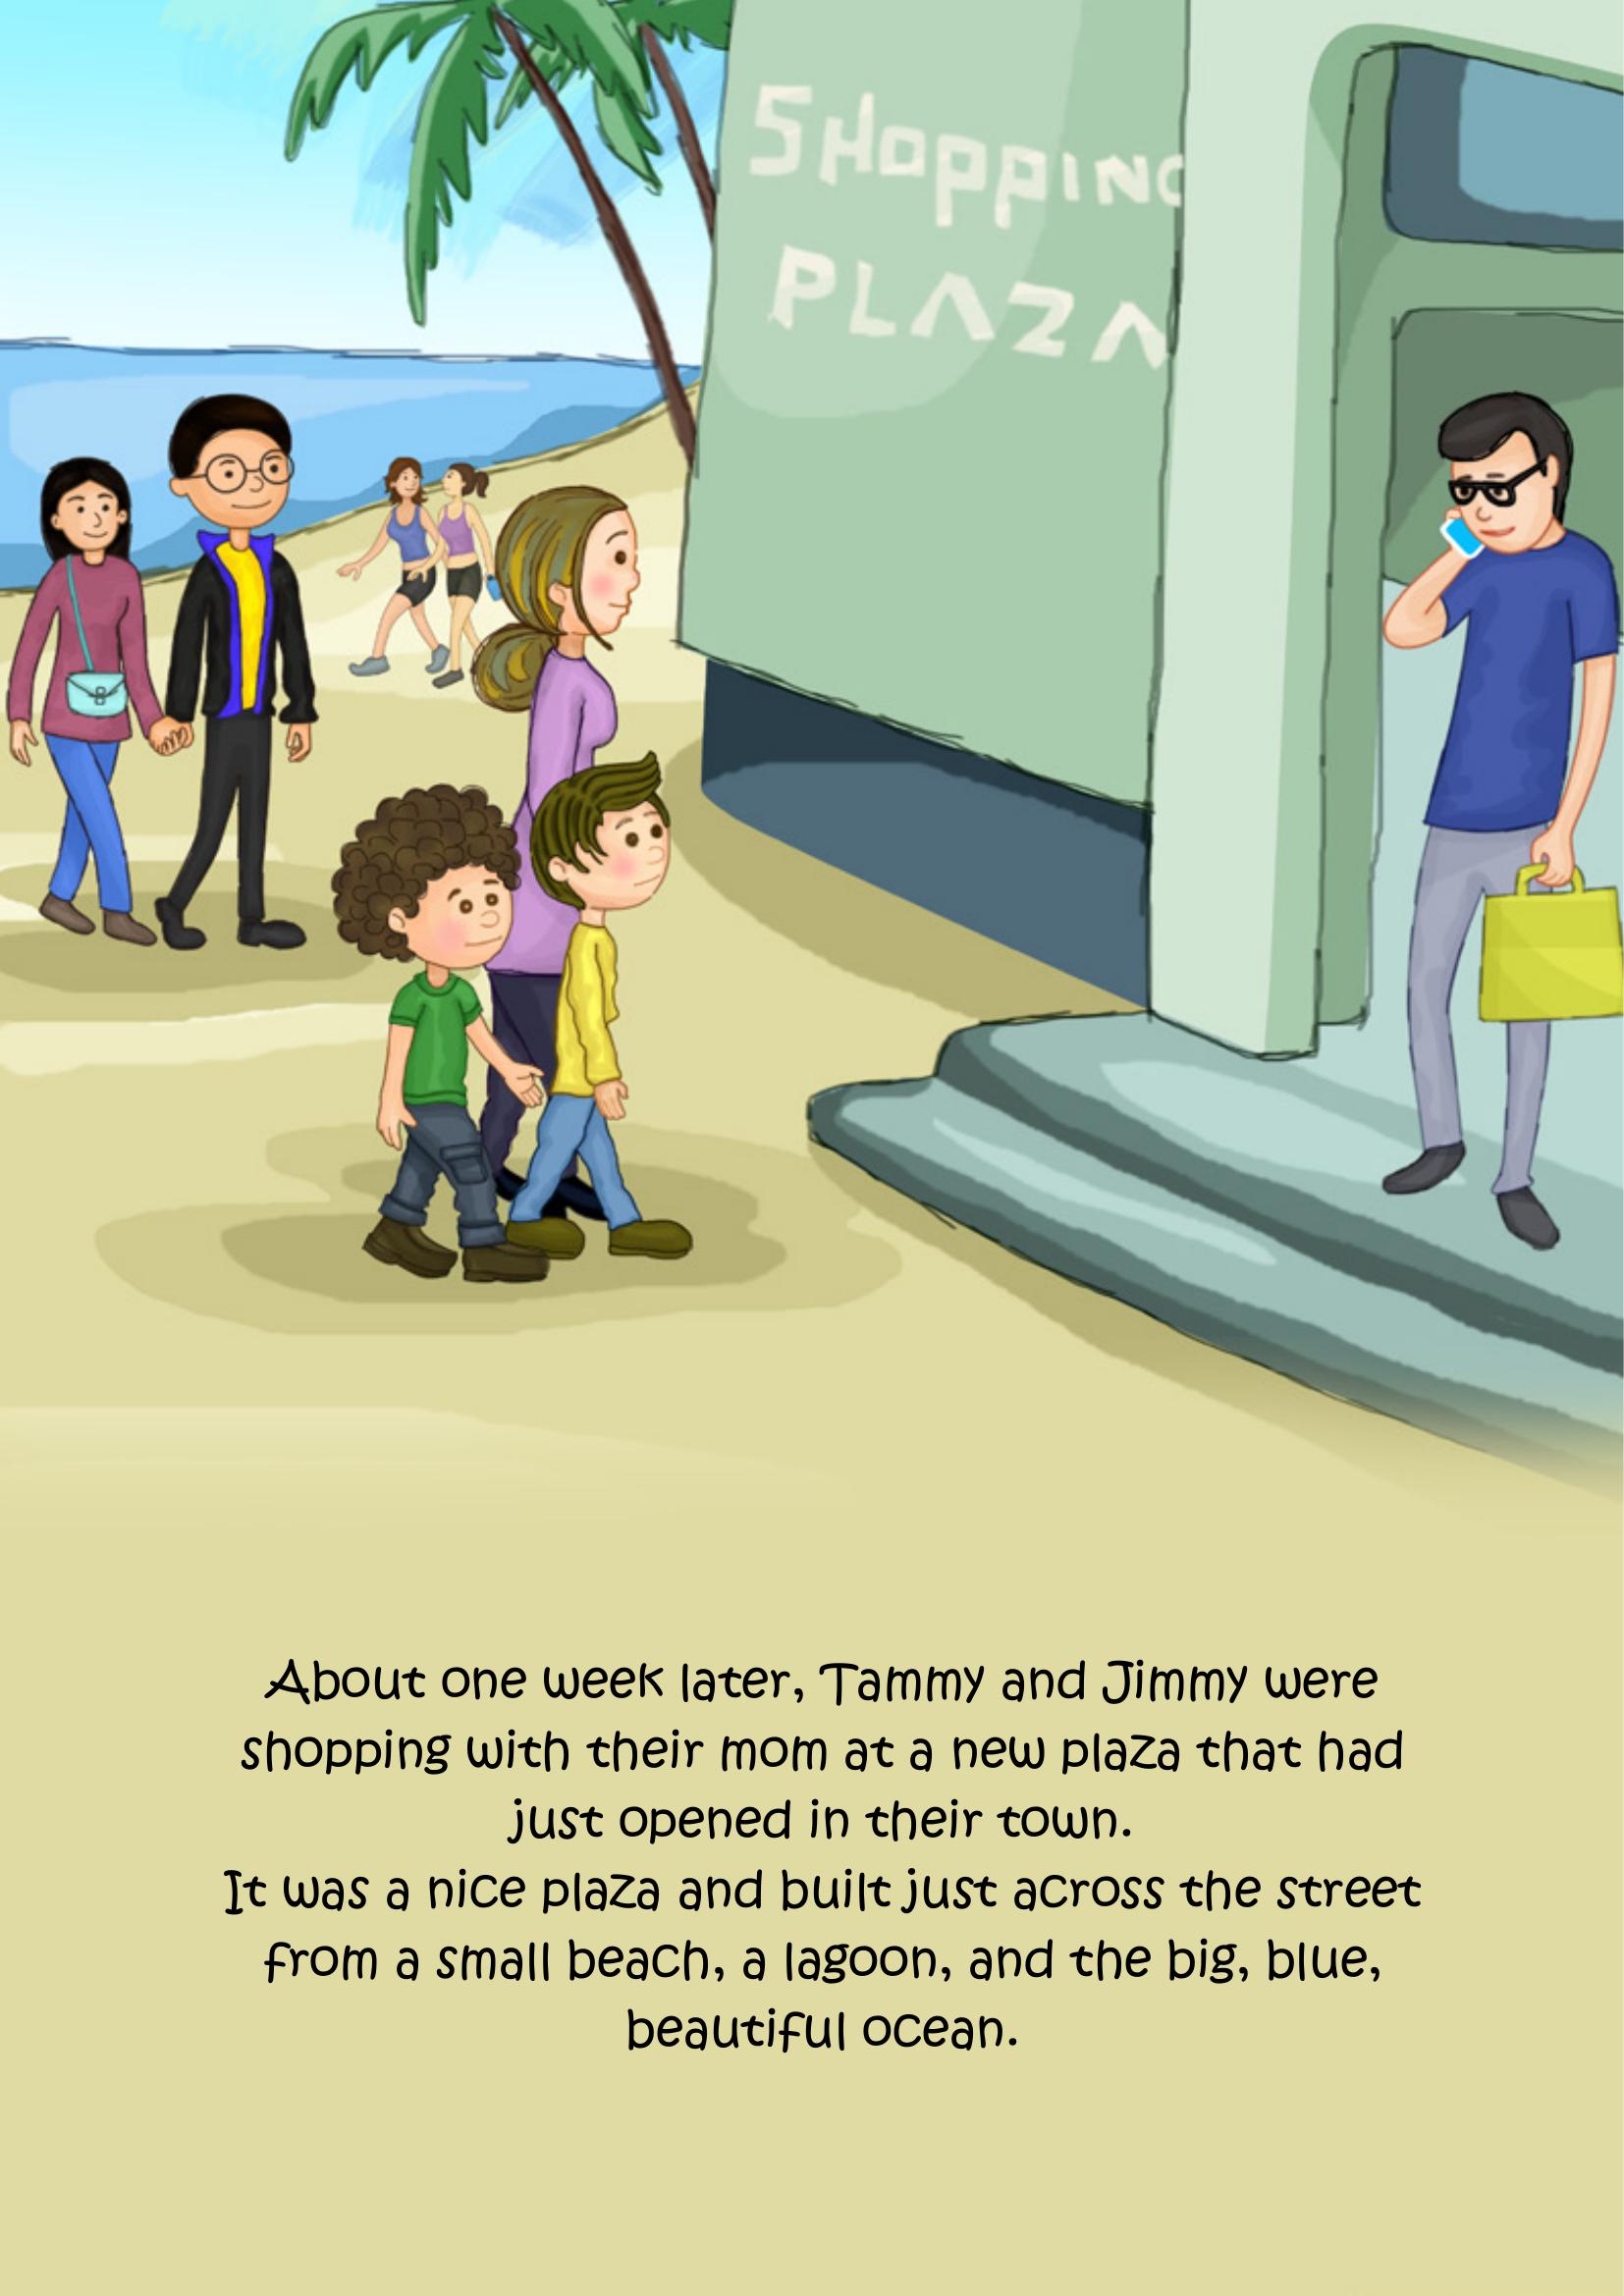 SHOPPING
PLAZA
About one week later, Tammy and Jimmy were
shopping with their mom at a new plaza that had
just opened in their town.
It was a nice plaza and built just across the street
from a small beach, a lagoon, and the big, blue,
beautiful ocean.